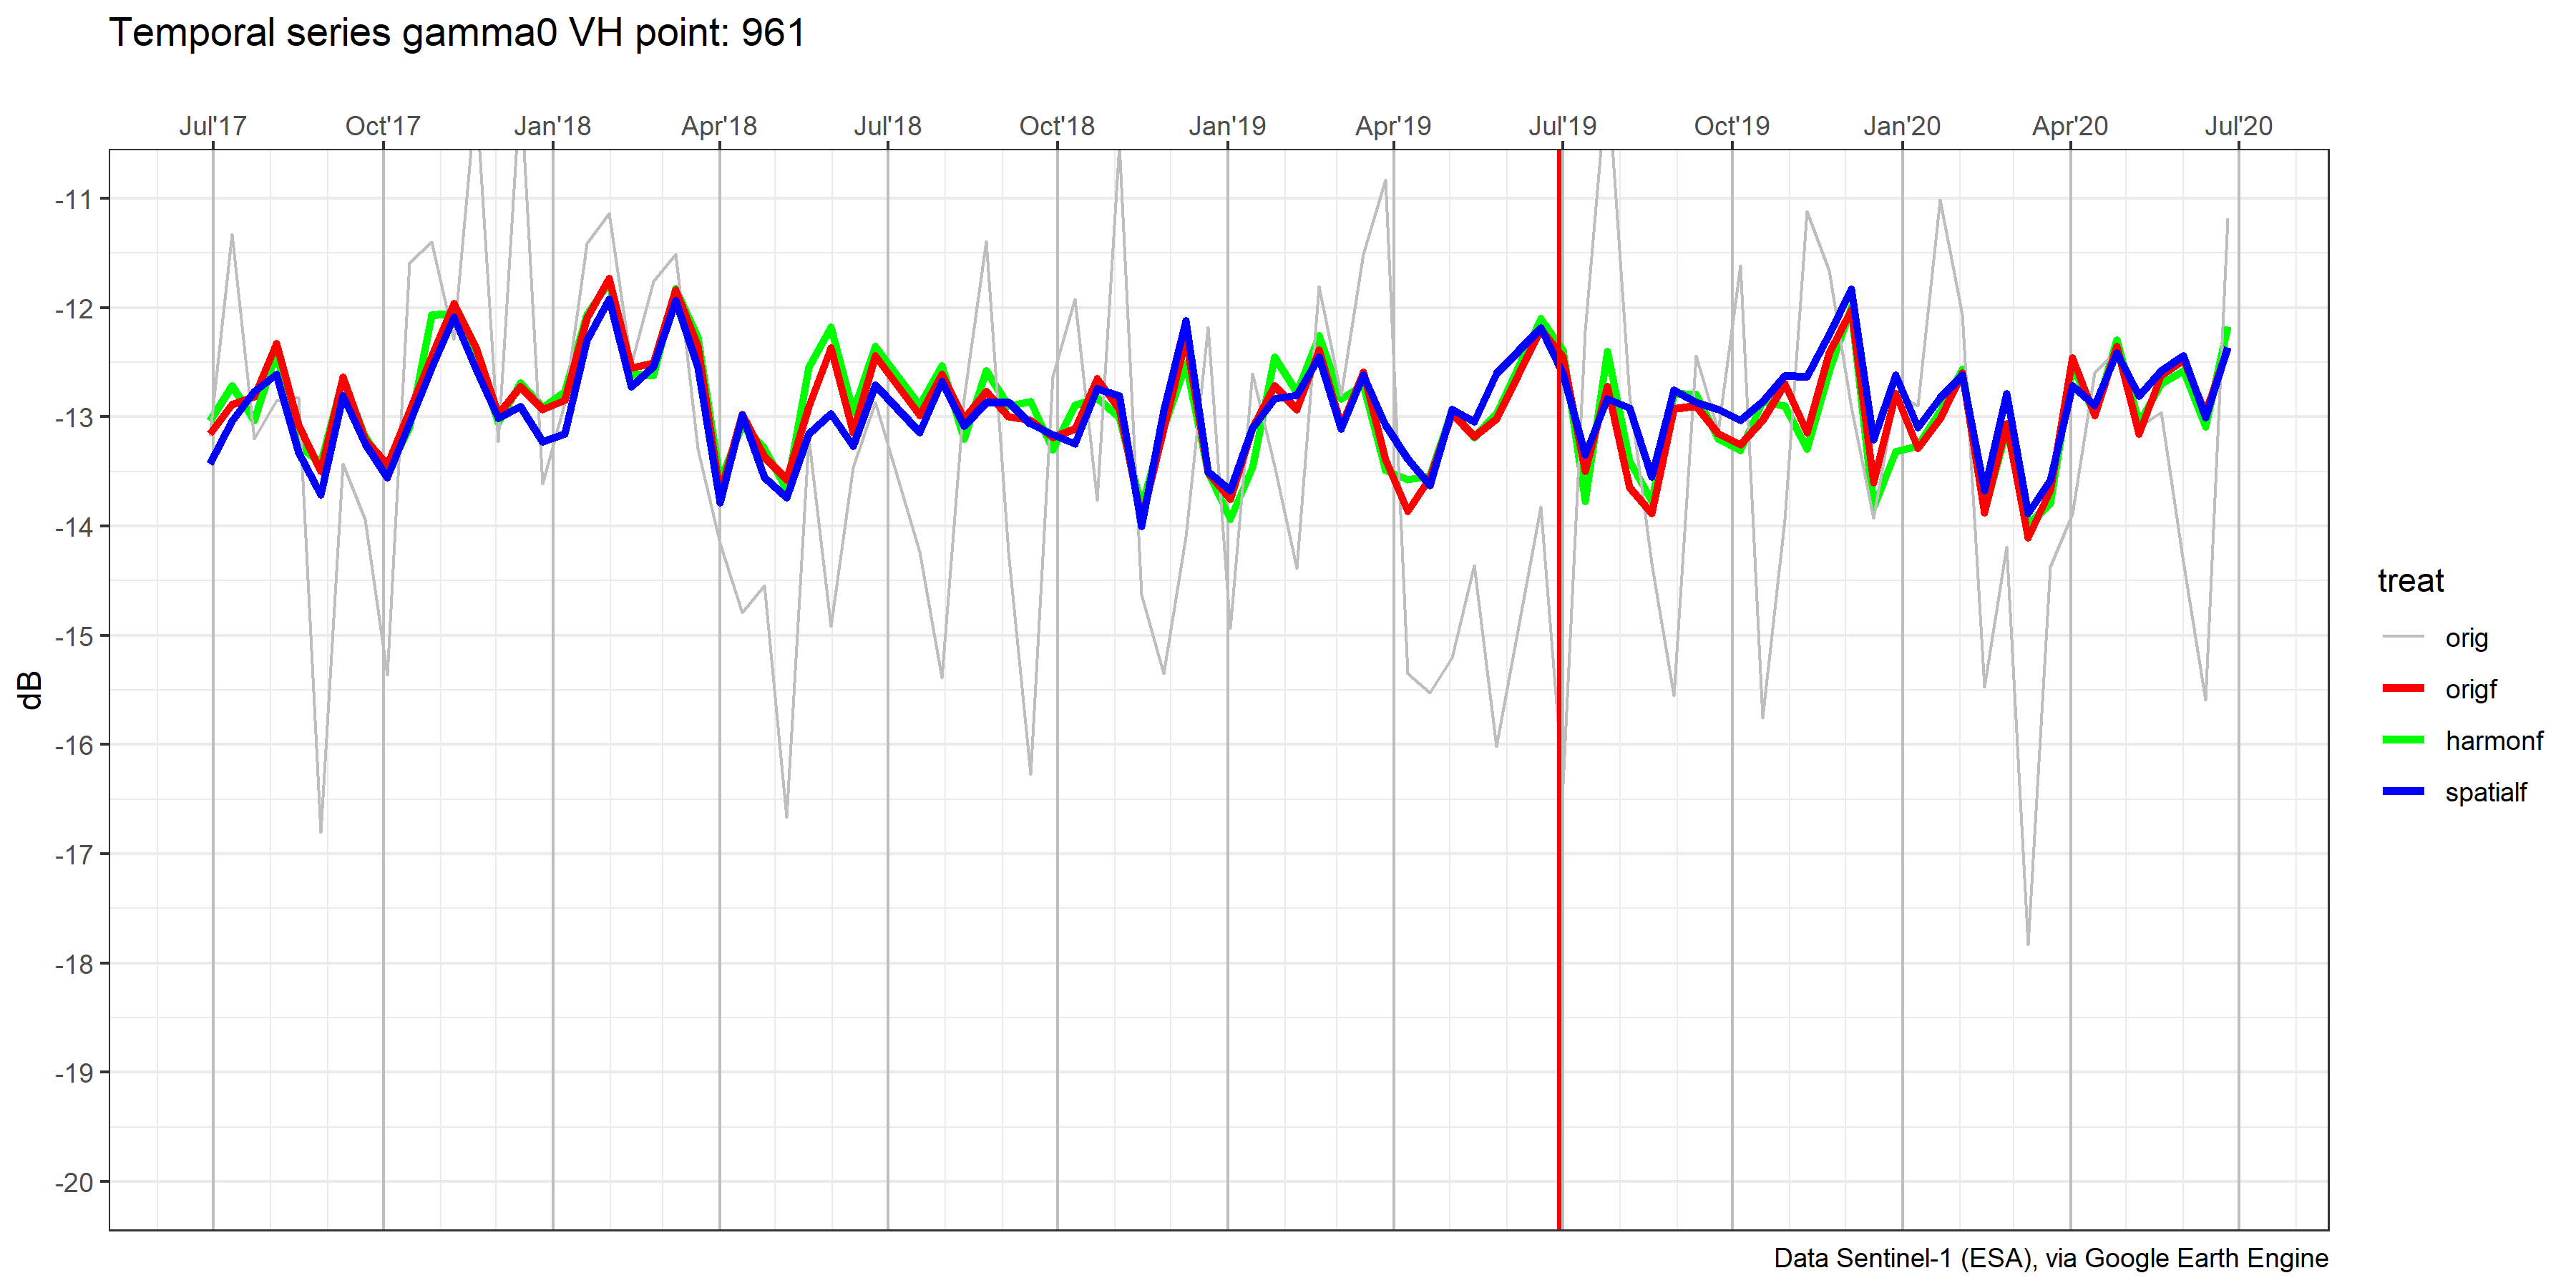 Temporal series gamma0 VH point: 961
Jul'17 Oct'17 Jan'18 Apr'18 Jul'18 Oct'18 Jan'19 Apr'19 Jul'19 Oct'19 Jan'20 Apr'20 Jul'20
-11
-12
-13
-14
-15
-16
-17
-18
-19
-20
dB
treat
orig
origf
harmonf
spatialf
Data Sentinel-1 (ESA), via Google Earth Engine